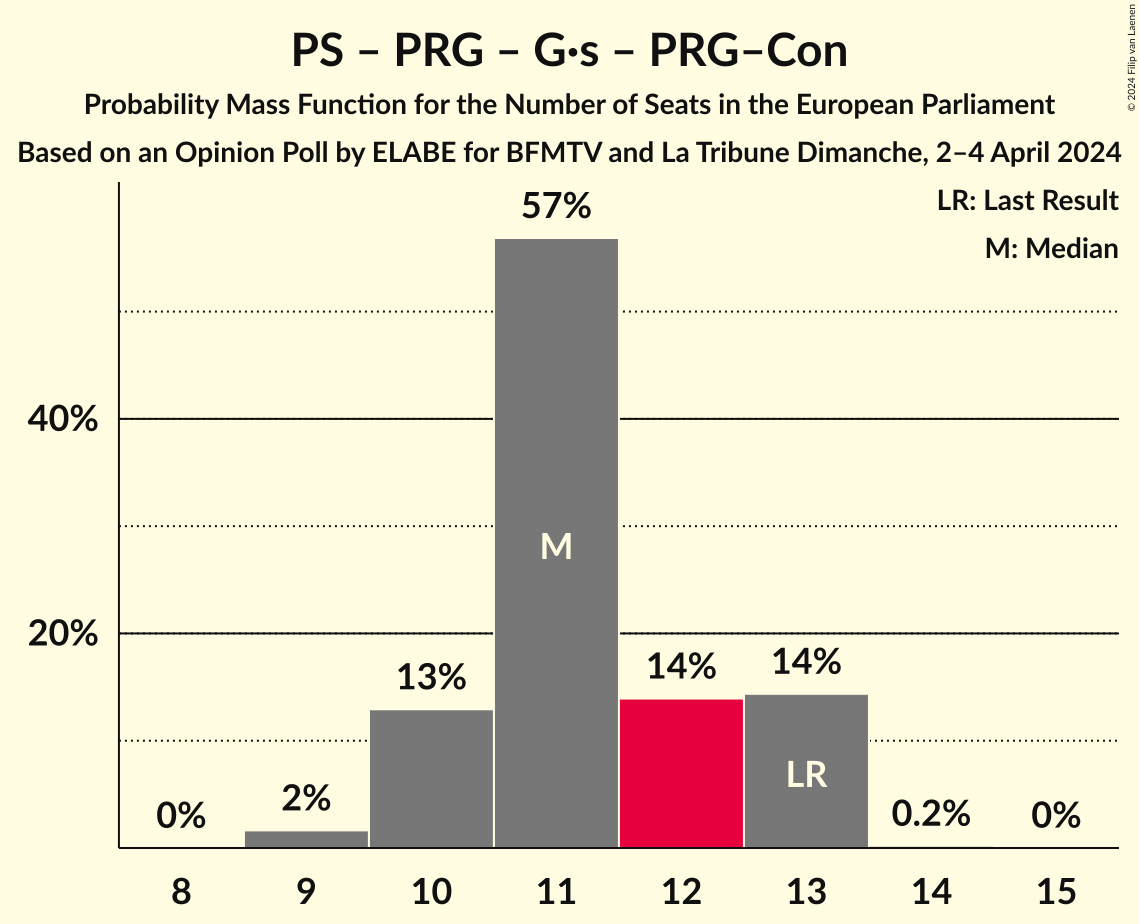 PS – PRG – G·s – PRG–Con
Probability Mass Function for the Number of Seats in the European Parliament
Based on an Opinion Poll by ELABE for BFMTV and La Tribune Dimanche, 2–4 April 2024
© 2024 Filip van Laenen
LR: Last Result
M: Median
57%
40%
M
20%
13%
14%
14%
LR
0%
2%
0.2%
0%
8 9 10 11 12 13 14 15